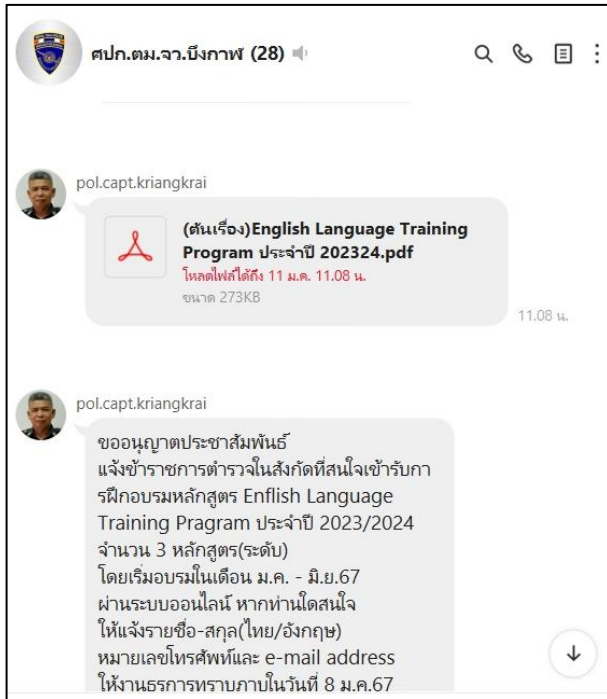 ศปก.ตม.จว.บึงกาฬ (28)
pol.capt.kriangkrai
(ต้นเรื่อง)English Language Training
Program ประจำปี 202324.pdf
โหลดไฟล์ได้ถึง 11 ม.ค. 11.08 น.
ขนาด 273KB
11.08 น.
pol.capt.kriangkrai
ขออนุญาตประชาสัมพันธ์
แจ้งข้าราชการตำรวจในสังกัดที่สนใจเข้ารับกา
รฝึกอบรมหลักสูตร Enflish Language
Training Pragram ประจำปี 2023/2024
จำนวน 3 หลักสูตร(ระดับ)
โดยเริ่มอบรมในเดือน ม.ค. - มิ.ย.67
ผ่านระบบออนไลน์ หากท่านใดสนใจ
ให้แจ้งรายชื่อ-สกุล(ไทย/อังกฤษ)
หมายเลขโทรศัพท์และ e-mail address
ให้งานธุรการทราบภายในวันที่ 8 ม.ค.67